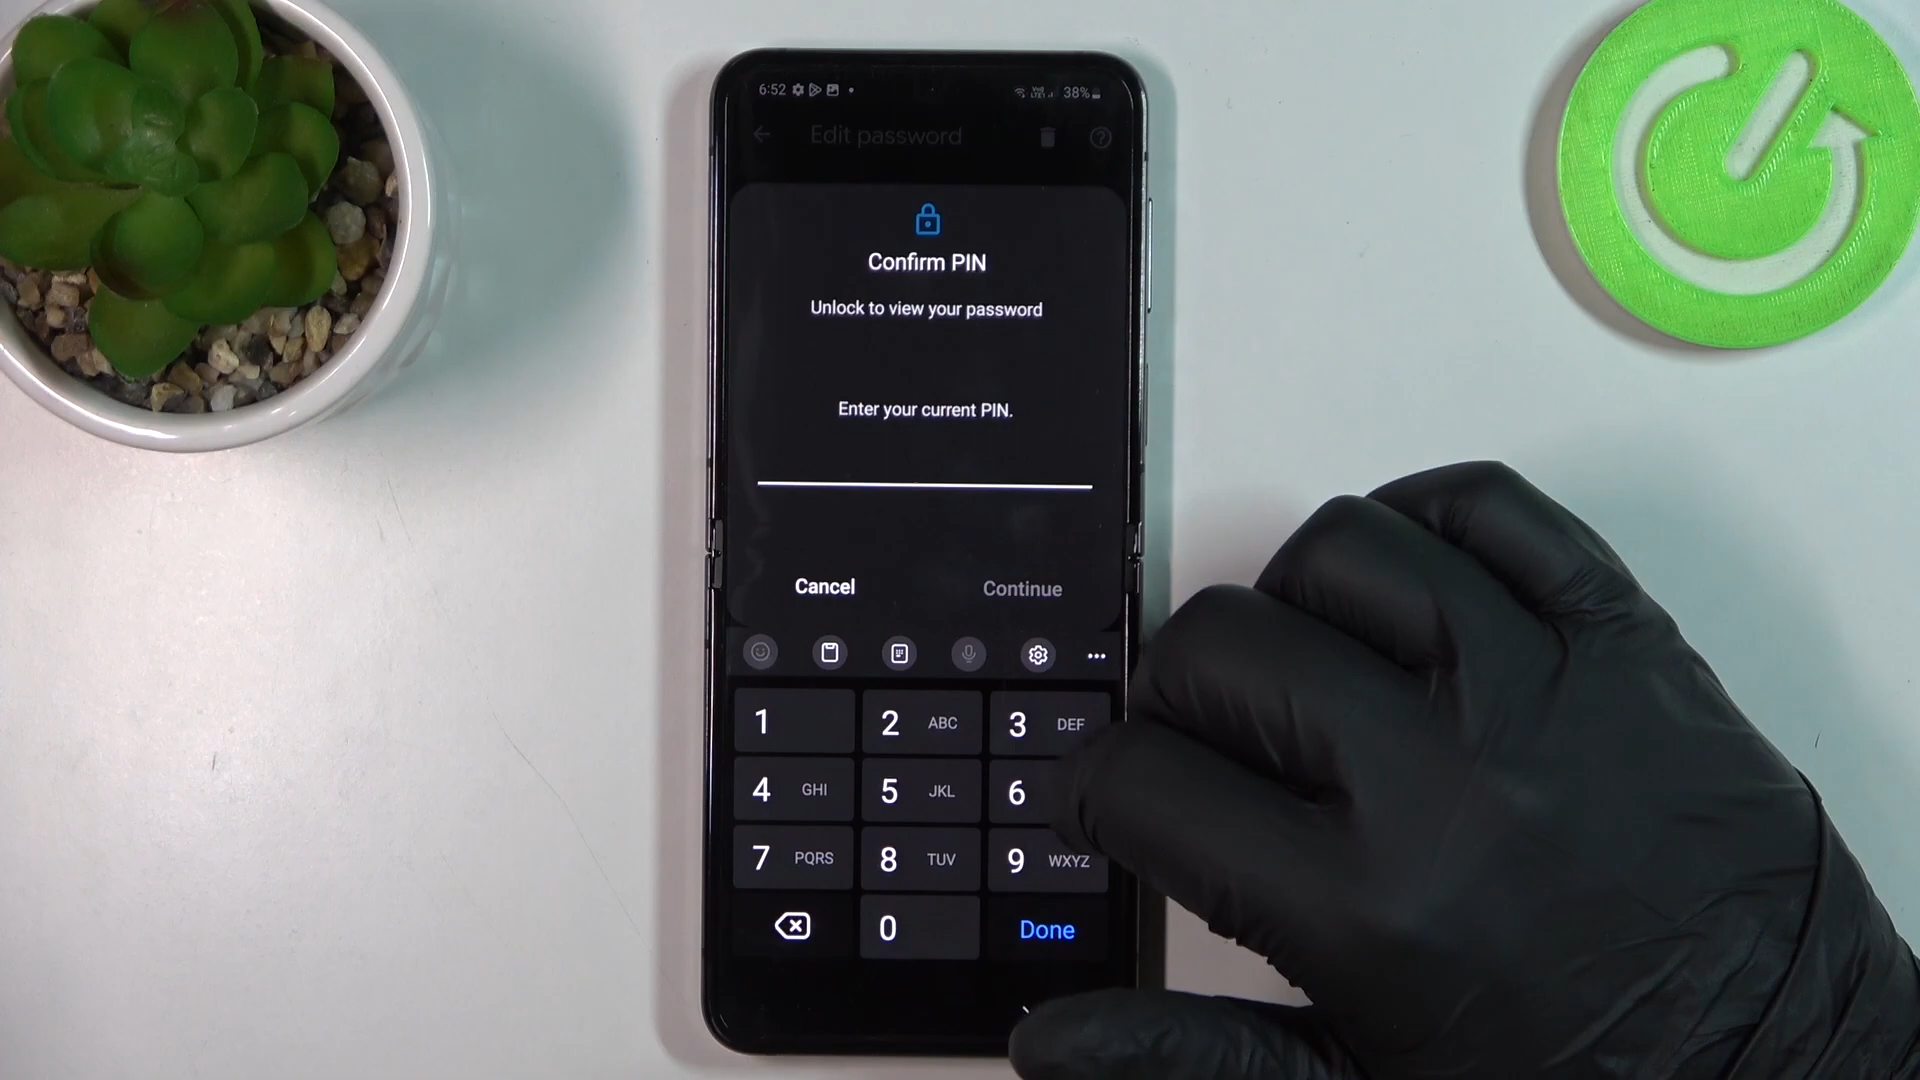 6:52 38%
Edit password
Confirm PIN
Unlock to view your password
Enter your current PIN.
Cancel Continue
1 2 ABC 3 DEF
4 GHI 5 JKL 6
7 PQRS 8 TUV 9 WXYZ
0 Done